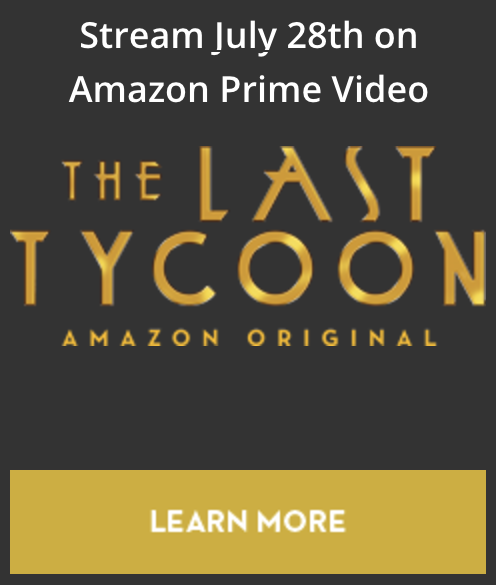 Stream July 28th on
Amazon Prime Video
THE LAST
TYCOON
AMAZON ORIGINAL
LEARN MORE